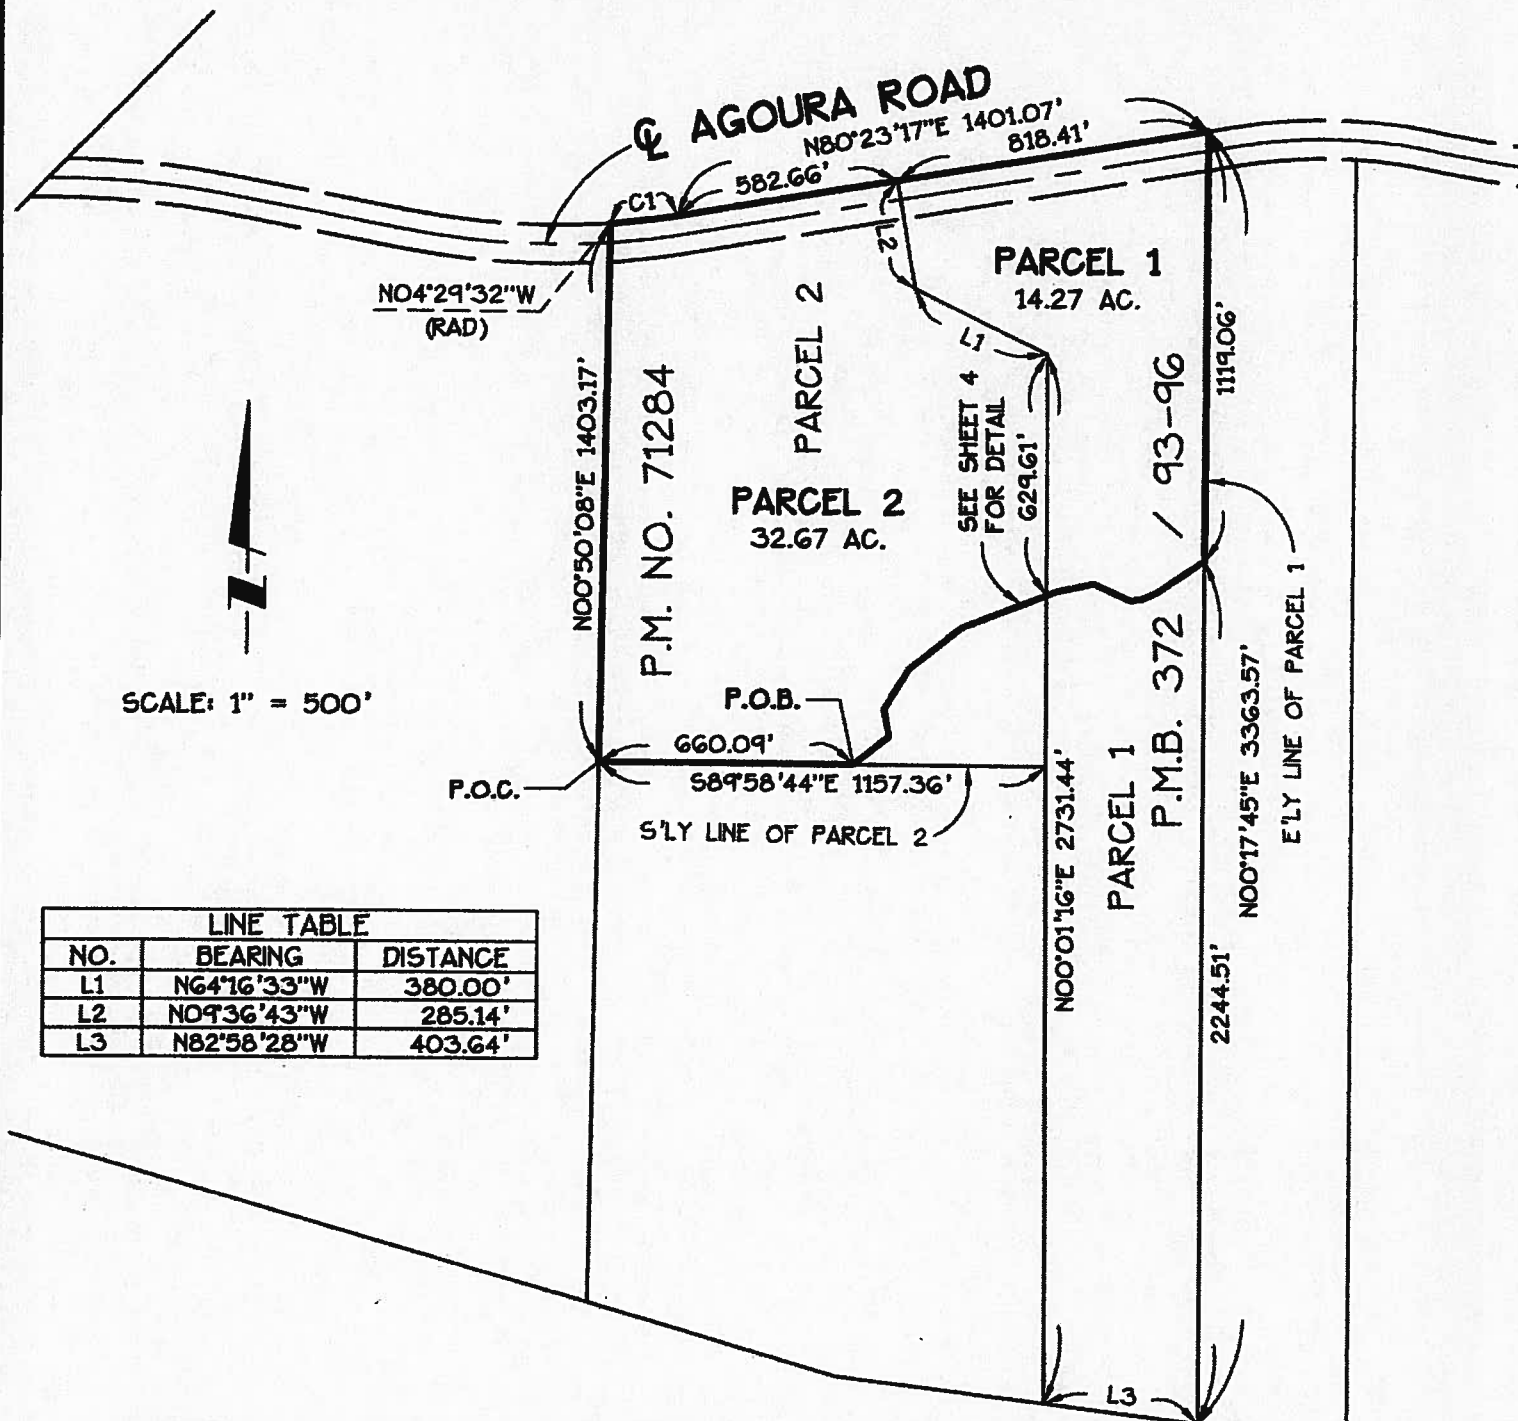 ℄ AGOURA ROAD
N80°23'17"E 1401.07'
818.41'
582.66'
C1
L2
N04°29'32"W
(RAD)
PARCEL 1
14.27 AC.
L1
PARCEL 2
N00°50'08"E 1403.17'
P.M. NO. 71284
PARCEL 2
32.67 AC.
SEE SHEET 4
FOR DETAIL
629.61'
1119.06'
/ 93-96
Z
SCALE: 1" = 500'
P.O.B.
660.09'
P.O.C.
S89°58'44"E 1157.36'
S'LY LINE OF PARCEL 2
N00°01'16"E 2731.44'
PARCEL 1
P.M.B. 372
N00°17'45"E 3363.57'
E'LY LINE OF PARCEL 1
2244.51'
LINE TABLE
NO. BEARING DISTANCE
L1 N64°16'33"W 380.00'
L2 N09°36'43"W 285.14'
L3 N82°58'28"W 403.64'
L3